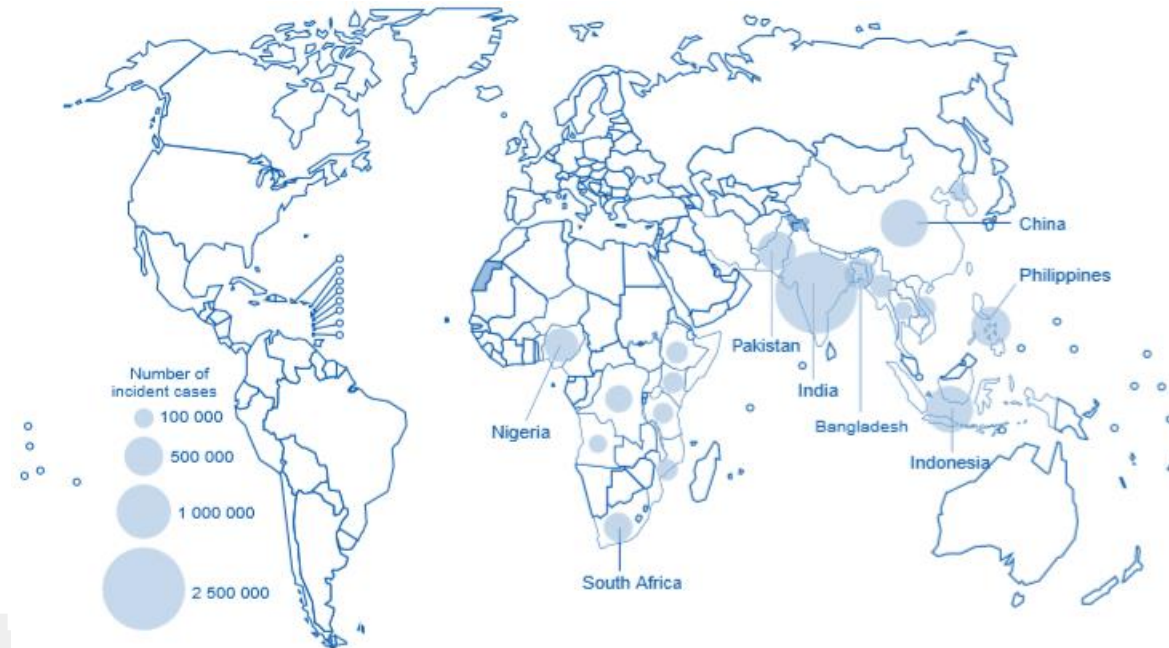 China
Philippines
Pakistan
India
Bangladesh
Nigeria
Indonesia
South Africa
Number of
incident cases
100 000
500 000
1 000 000
2 500 000